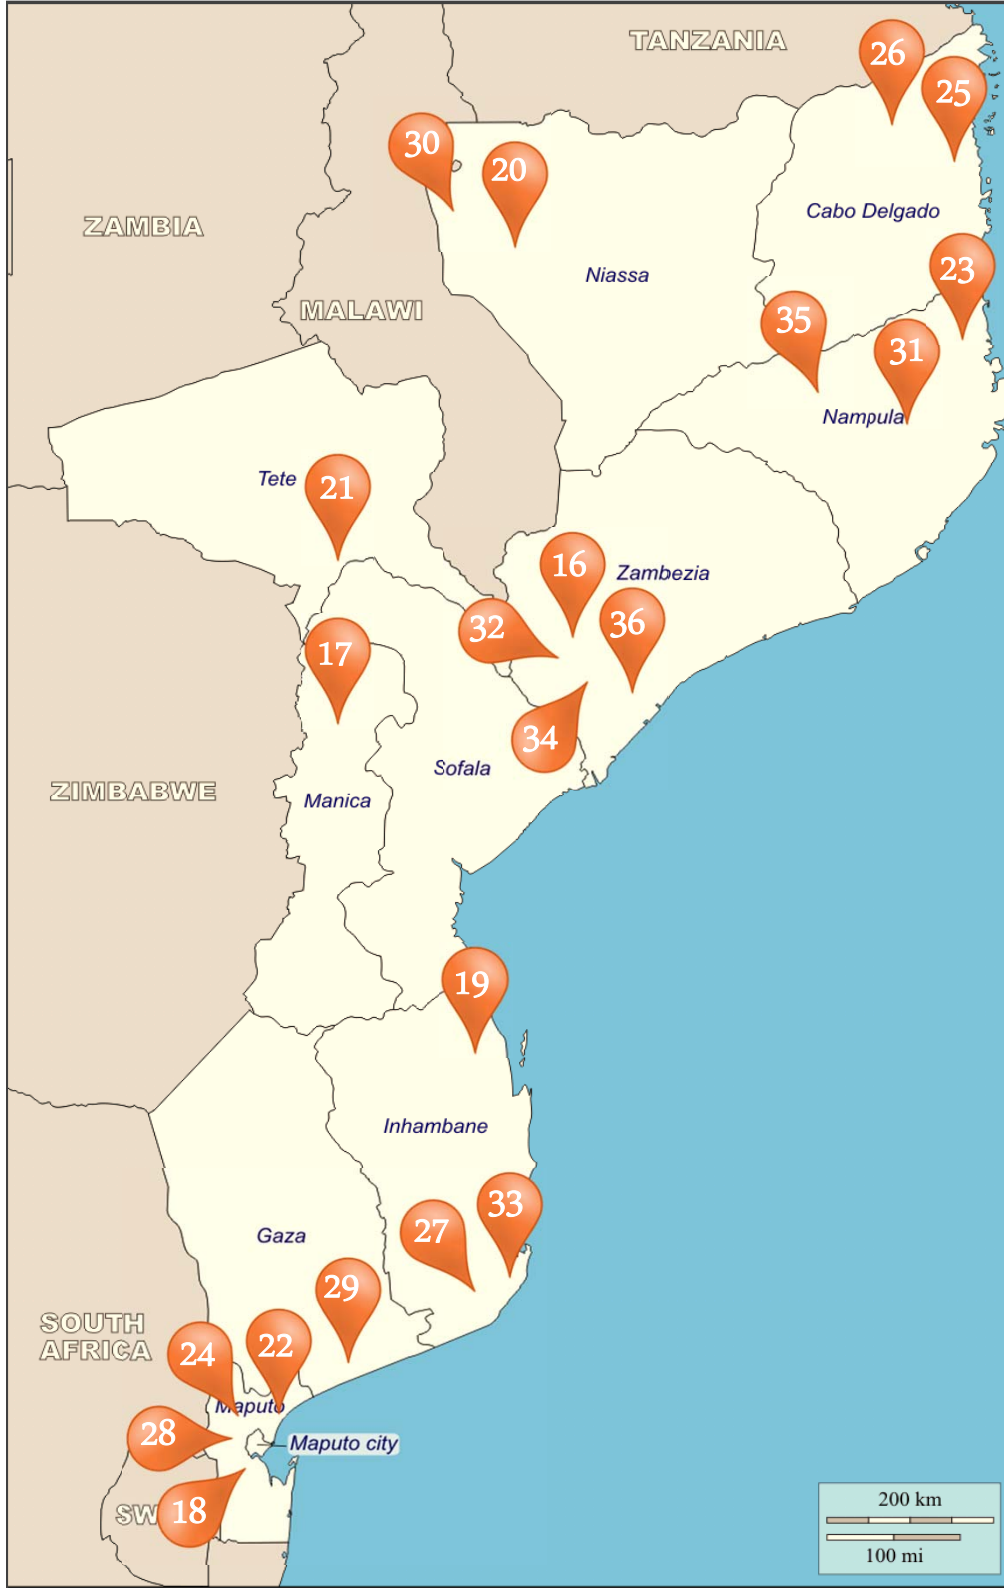 TANZANIA
26
25
30
20
Cabo Delgado
ZAMBIA
Niassa
23
MALAWI
35
31
Nampula
Tete
21
16
Zambezia
32
36
17
34
Sofala
ZIMBABWE
Manica
19
Inhambane
33
27
Gaza
29
SOUTH
AFRICA
24
22
Maputo
28
Maputo city
SW
18
200 km
100 mi